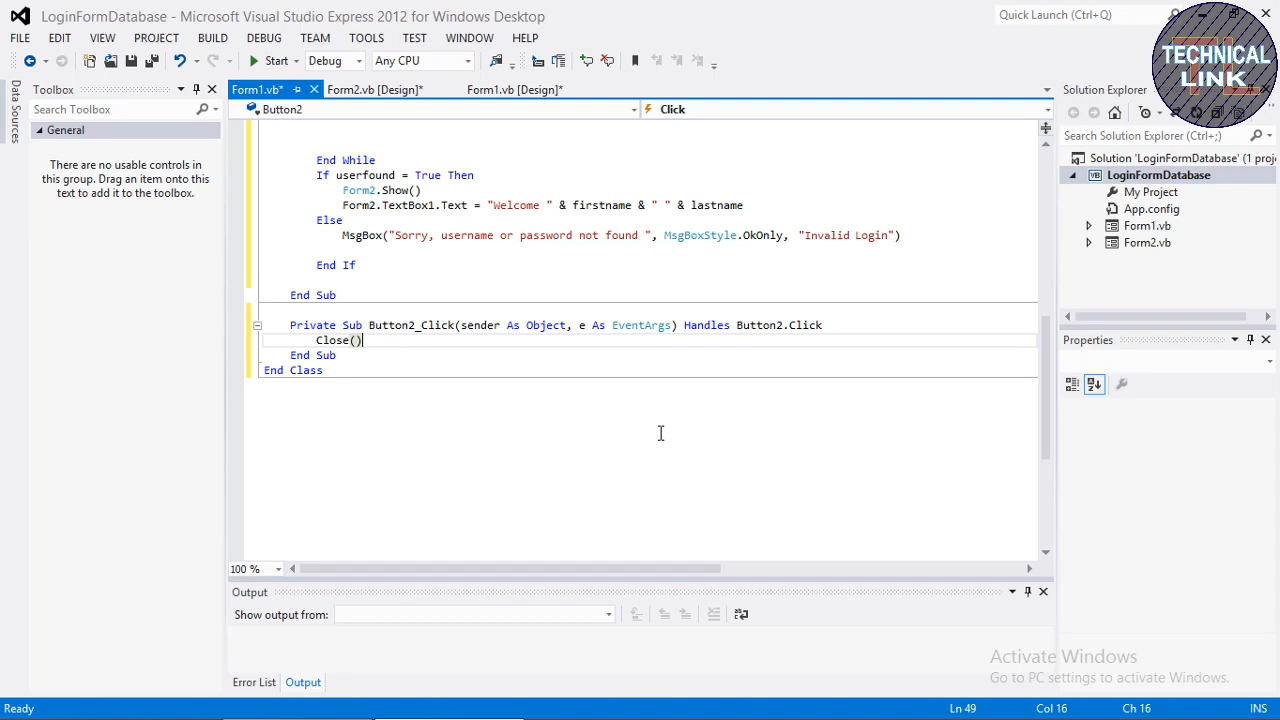 LoginFormDatabase - Microsoft Visual Studio Express 2012 for Windows Desktop
Quick Launch (Ctrl+Q)
FILE EDIT VIEW PROJECT BUILD DEBUG TEAM TOOLS TEST WINDOW HELP
TECHNICAL
LINK
Start Debug Any CPU
Data Sources
Toolbox
Search Toolbox
General
There are no usable controls in
this group. Drag an item onto this
text to add it to the toolbox.
Form1.vb* Form2.vb [Design]* Form1.vb [Design]*
Button2 Click
End While
If userfound = True Then
Form2.Show()
Form2.TextBox1.Text = "Welcome " & firstname & " " & lastname
Else
MsgBox("Sorry, username or password not found ", MsgBoxStyle.OkOnly, "Invalid Login")
End If
End Sub
Private Sub Button2_Click(sender As Object, e As EventArgs) Handles Button2.Click
Close()
End Sub
End Class
100 %
Output
Show output from:
Error List Output
Solution Explorer
Search Solution Explorer (Ctrl+;)
Solution 'LoginFormDatabase' (1 proj
VB LoginFormDatabase
My Project
App.config
Form1.vb
Form2.vb
Properties
Activate Windows
Go to PC settings to activate Windows.
Ready Ln 49 Col 16 Ch 16 INS